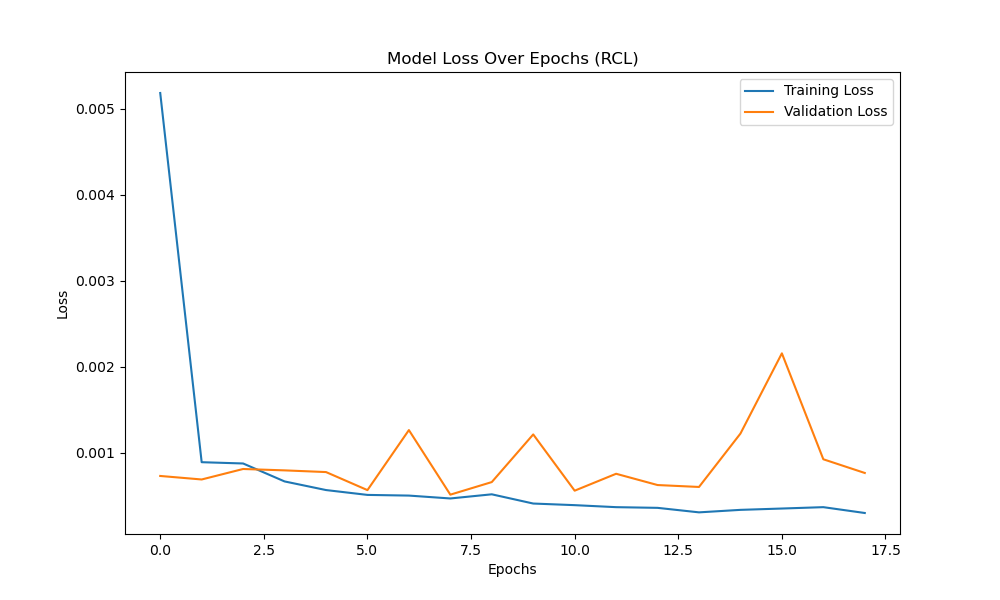 Model Loss Over Epochs (RCL)
Training Loss
Validation Loss
0.005
0.004
0.003
0.002
0.001
Loss
0.0 2.5 5.0 7.5 10.0 12.5 15.0 17.5
Epochs